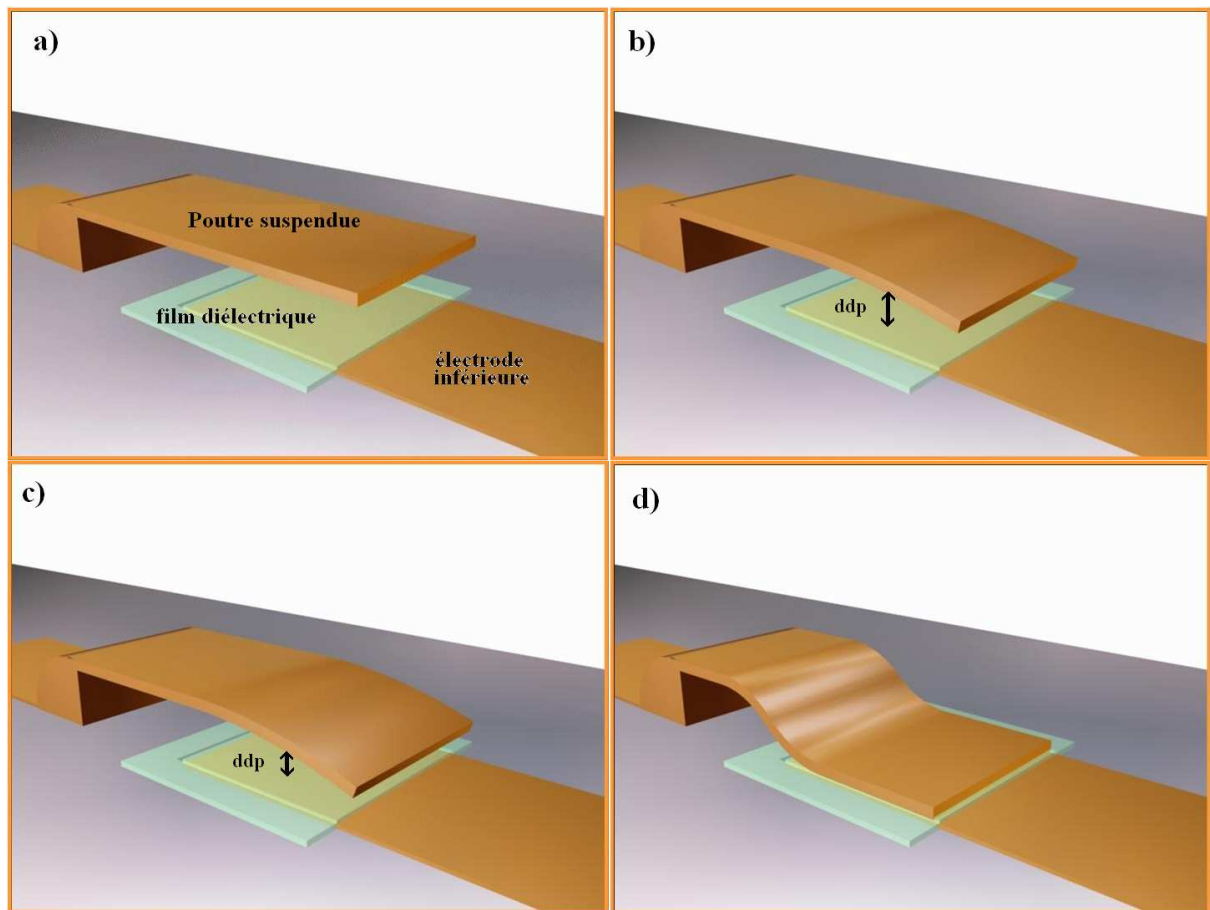 a)
Poutre suspendue
film diélectrique
électrode
inférieure
b)
ddp
c)
ddp
d)